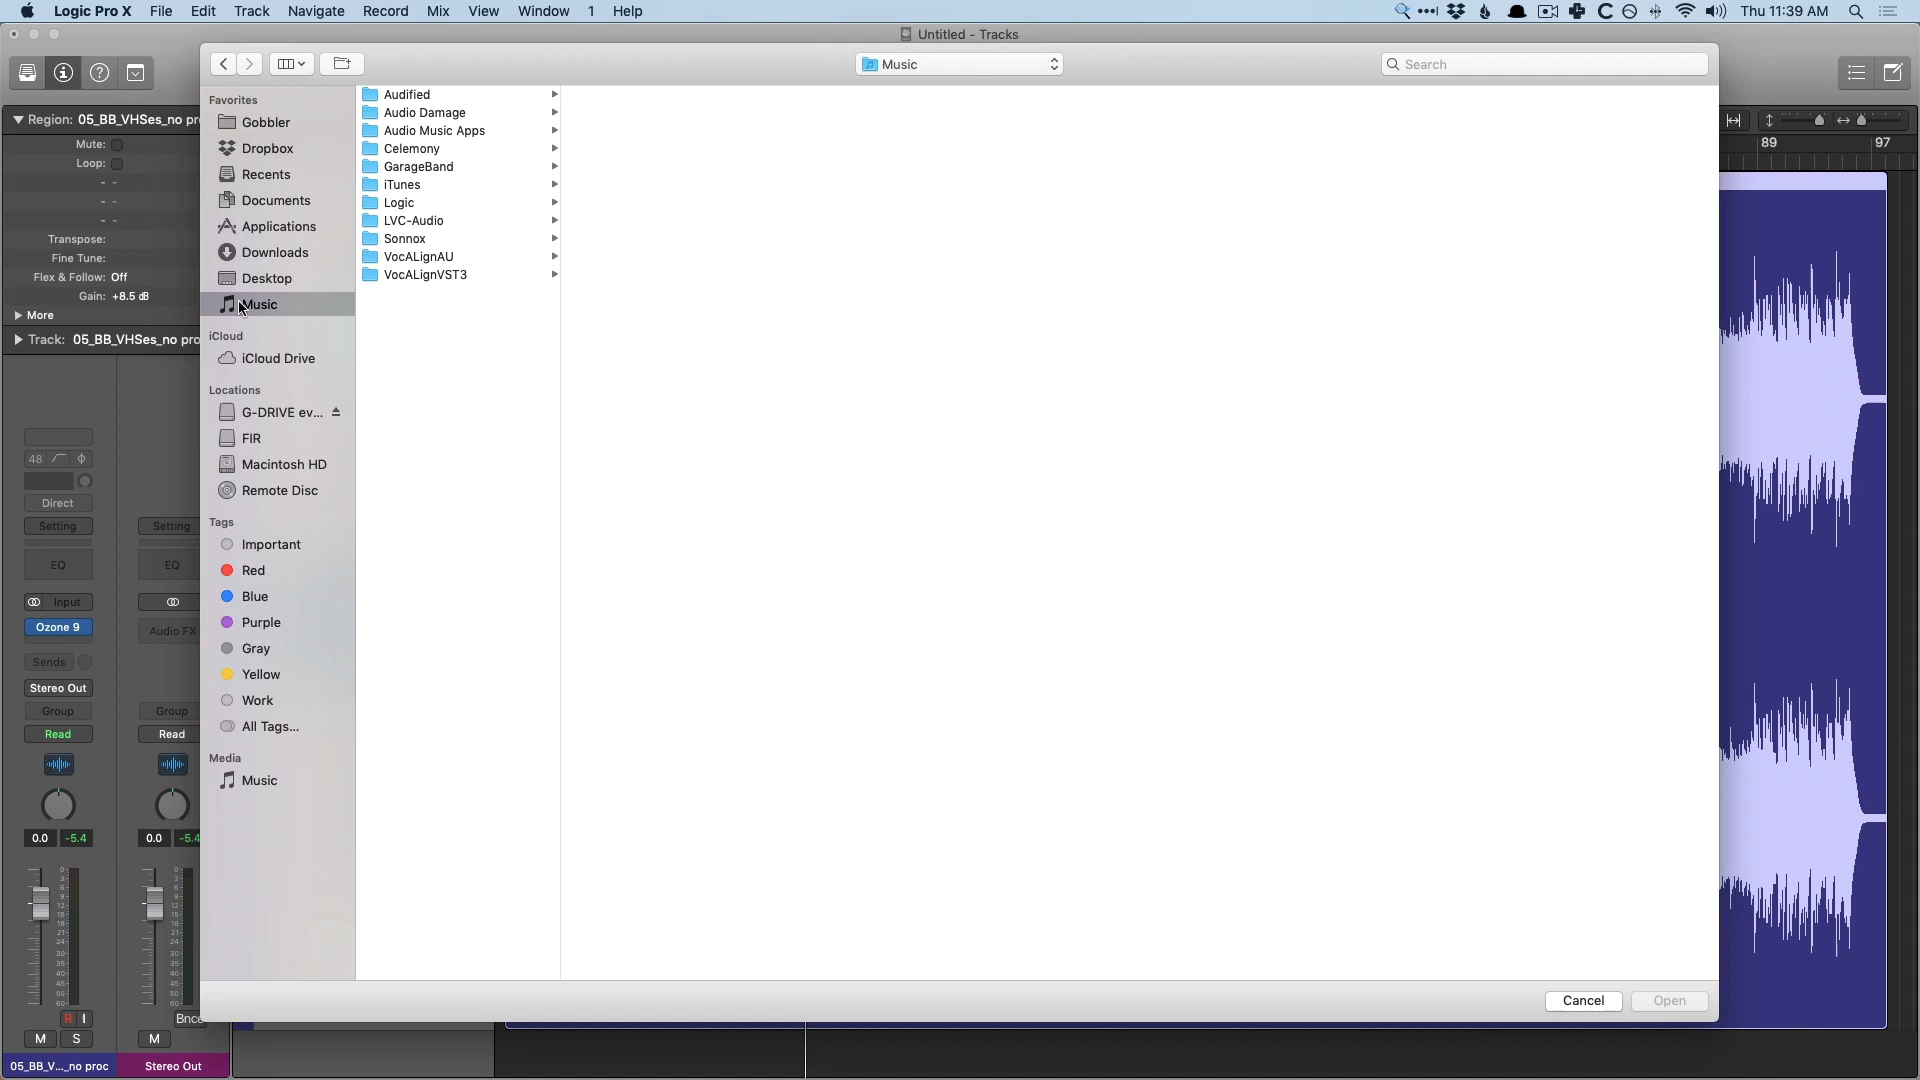 Logic Pro X File Edit Track Navigate Record Mix View Window 1 Help Thu 11:39 AM
Untitled - Tracks
Music
Search
Region: 05_BB_VHSes_no pr
Mute:
Loop:
- -
- -
- -
Transpose:
Fine Tune:
Flex & Follow: Off
Gain: +8.5 dB
More
Track: 05_BB_VHSes_no pro
48
Direct
Setting Setting
EQ EQ
Input
Ozone 9
Audio FX
Sends
Stereo Out
Group Group
Read Read
0.0 -5.4 0.0 -5.4
R I
Bnce
M S M
05_BB_V..._no proc Stereo Out
Favorites
Gobbler
Dropbox
Recents
Documents
Applications
Downloads
Desktop
Music
iCloud
iCloud Drive
Locations
G-DRIVE ev...
FIR
Macintosh HD
Remote Disc
Tags
Important
Red
Blue
Purple
Gray
Yellow
Work
All Tags...
Media
Music
Audified
Audio Damage
Audio Music Apps
Celemony
GarageBand
iTunes
Logic
LVC-Audio
Sonnox
VocALignAU
VocALignVST3
89 97
Cancel Open